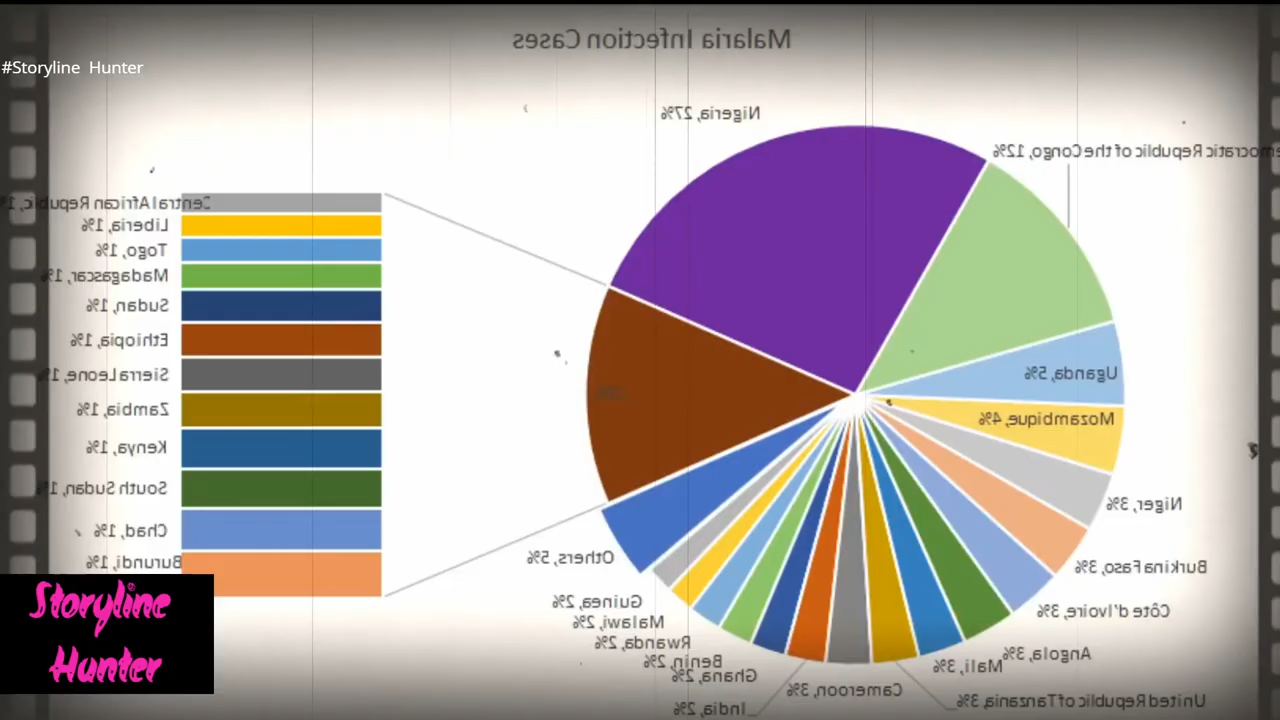 Malaria Infection Cases
#Storyline Hunter
Nigeria, 27%
Democratic Republic of the Congo, 12%
Uganda, 5%
Mozambique, 4%
Niger, 3%
Burkina Faso, 3%
Côte d'Ivoire, 3%
Angola, 3%
Mali, 3%
United Republic of Tanzania, 3%
Cameroon, 3%
India, 2%
Ghana, 2%
Benin, 2%
Rwanda, 2%
Malawi, 2%
Guinea, 2%
Others, 5%
Central African Republic, 1%
Liberia, 1%
Togo, 1%
Madagascar, 1%
Sudan, 1%
Ethiopia, 1%
Sierra Leone, 1%
Zambia, 1%
Kenya, 1%
South Sudan, 1%
Chad, 1%
Burundi, 1%
Storyline
Hunter